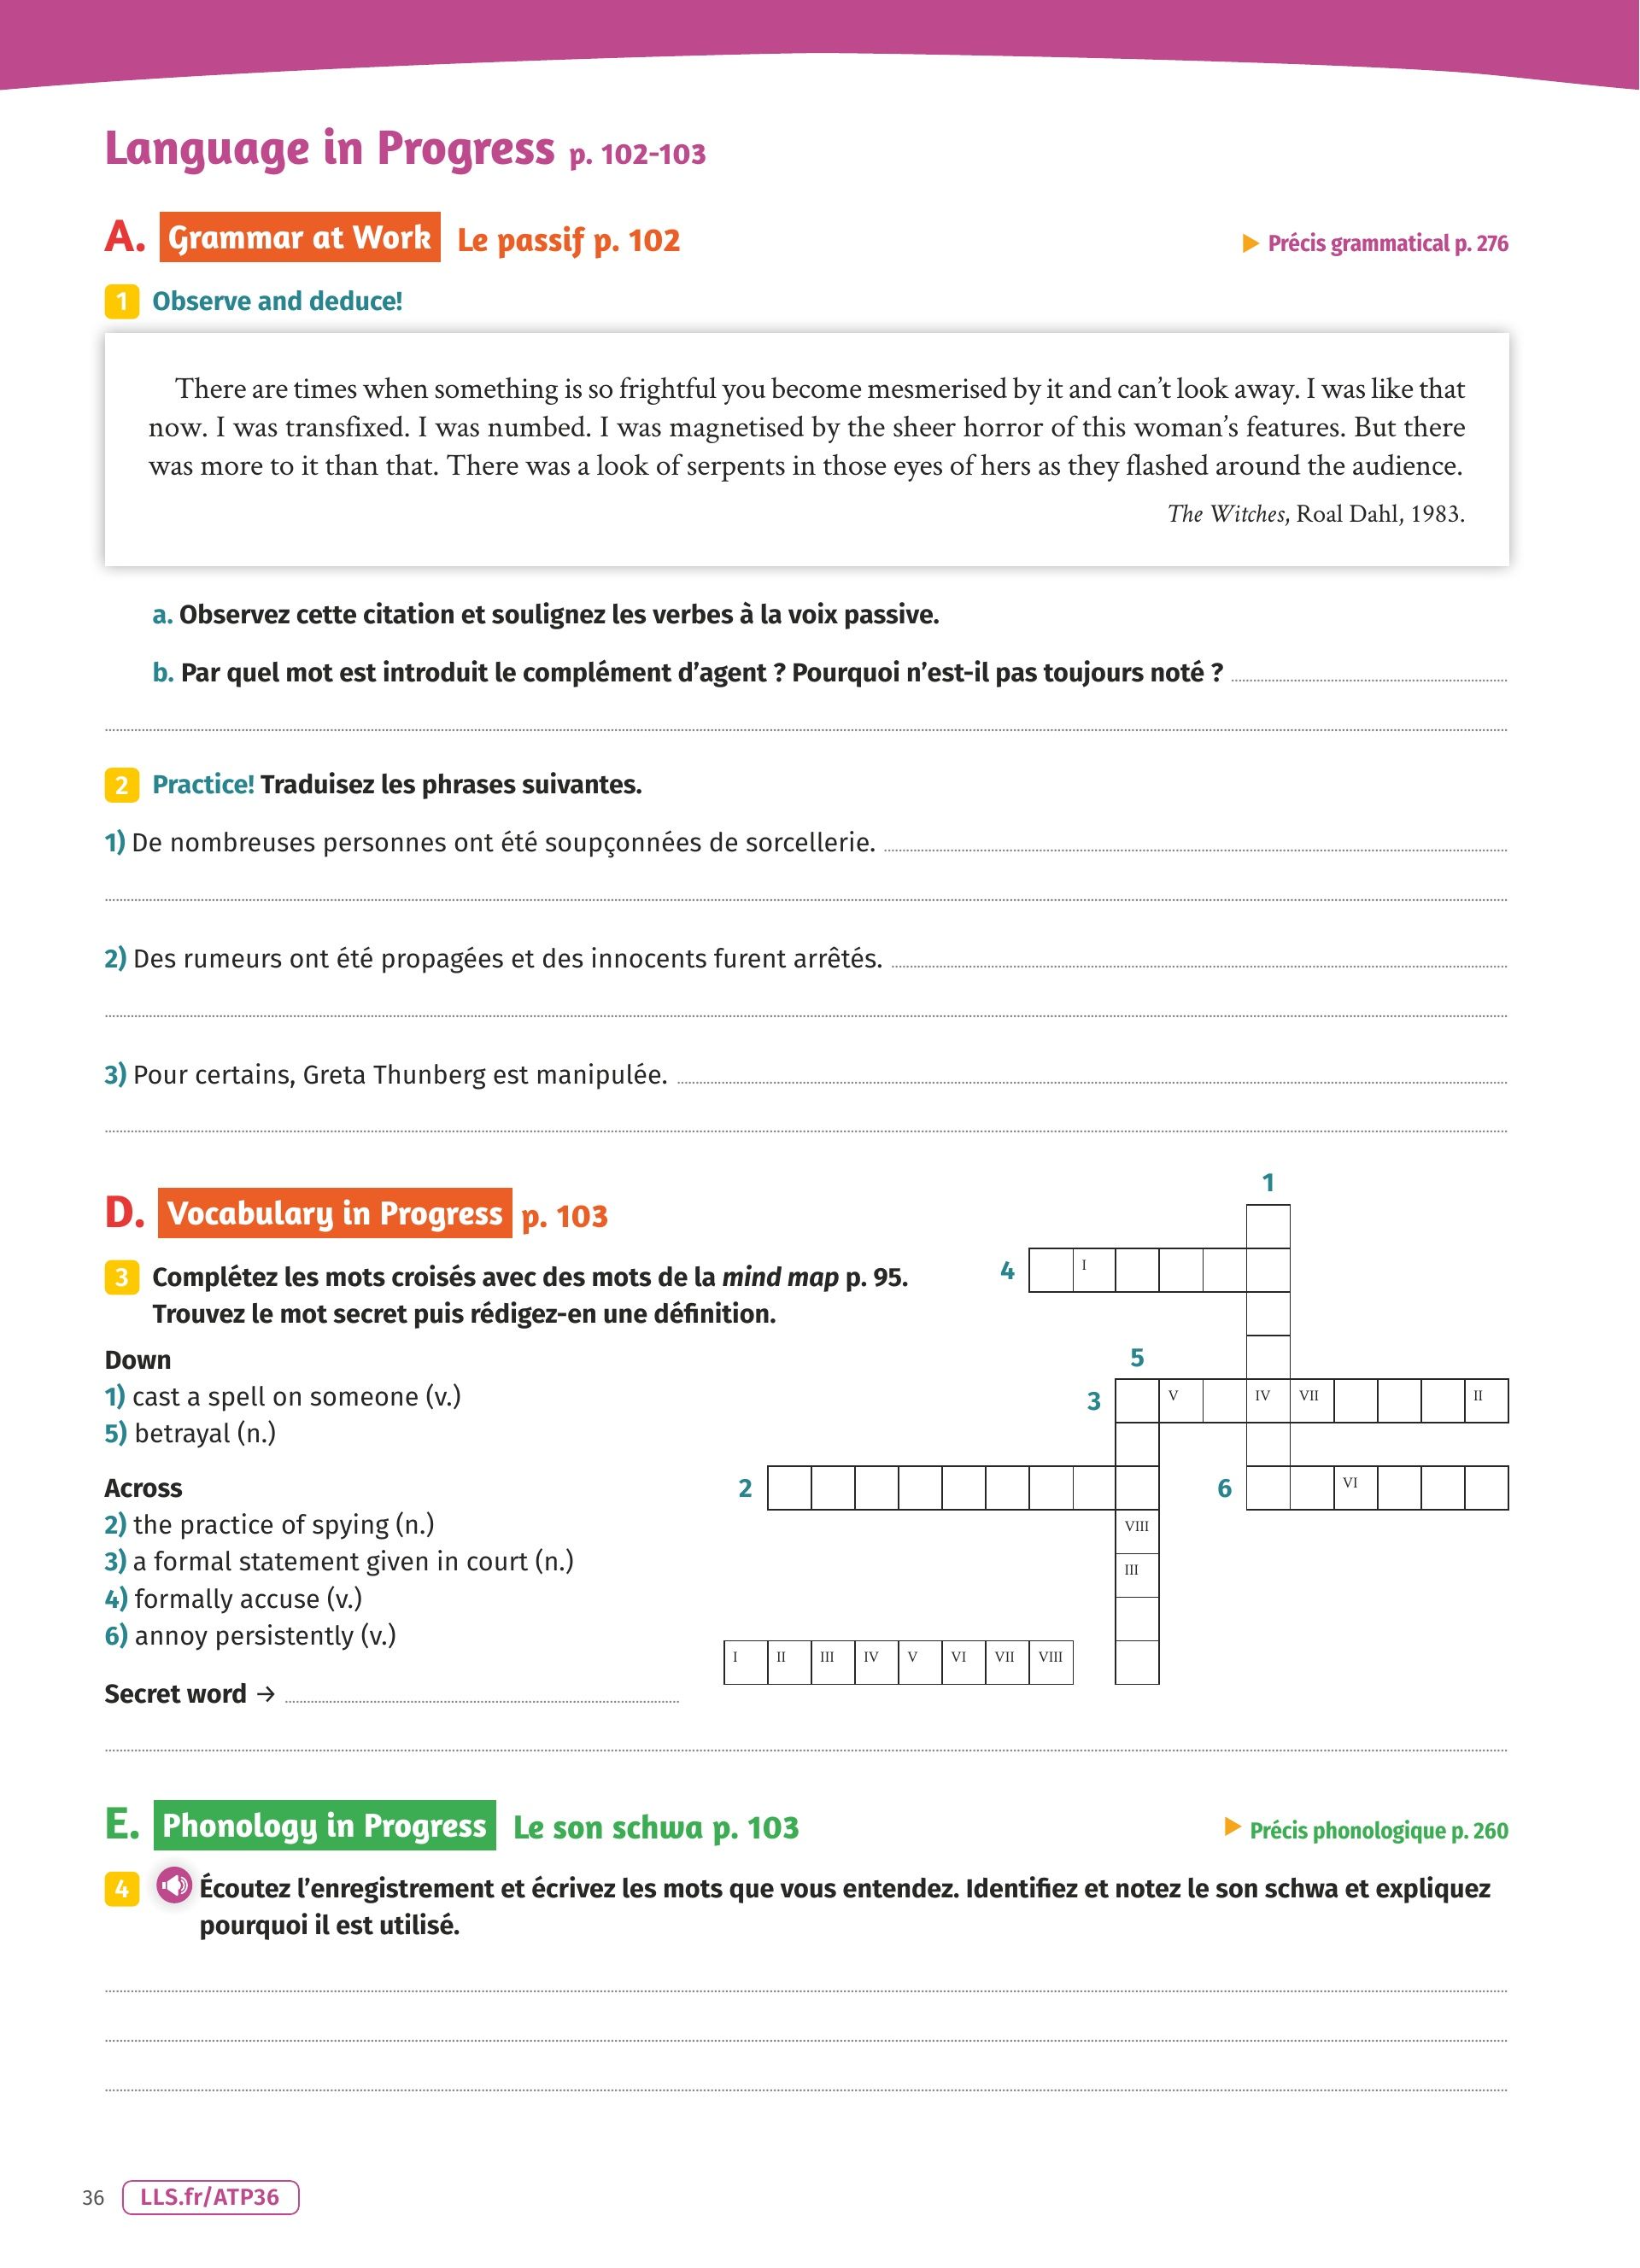 Language in Progress p. 102-103
A. Grammar at Work Le passif p. 102
▶ Précis grammatical p. 276
1 Observe and deduce!
There are times when something is so frightful you become mesmerised by it and can’t look away. I was like that
now. I was transfixed. I was numbed. I was magnetised by the sheer horror of this woman’s features. But there
was more to it than that. There was a look of serpents in those eyes of hers as they flashed around the audience.
The Witches, Roal Dahl, 1983.
a. Observez cette citation et soulignez les verbes à la voix passive.
b. Par quel mot est introduit le complément d’agent ? Pourquoi n’est-il pas toujours noté ?
2 Practice! Traduisez les phrases suivantes.
1) De nombreuses personnes ont été soupçonnées de sorcellerie.
2) Des rumeurs ont été propagées et des innocents furent arrêtés.
3) Pour certains, Greta Thunberg est manipulée.
D. Vocabulary in Progress p. 103
3 Complétez les mots croisés avec des mots de la mind map p. 95.
Trouvez le mot secret puis rédigez-en une définition.
Down
1) cast a spell on someone (v.)
5) betrayal (n.)
Across
2) the practice of spying (n.)
3) a formal statement given in court (n.)
4) formally accuse (v.)
6) annoy persistently (v.)
Secret word →
1
4 I
5
3 V IV VII II
2 6 VI
VIII
III
I II III IV V VI VII VIII
E. Phonology in Progress Le son schwa p. 103
▶ Précis phonologique p. 260
4 Écoutez l’enregistrement et écrivez les mots que vous entendez. Identifiez et notez le son schwa et expliquez
pourquoi il est utilisé.
36 LLS.fr/ATP36